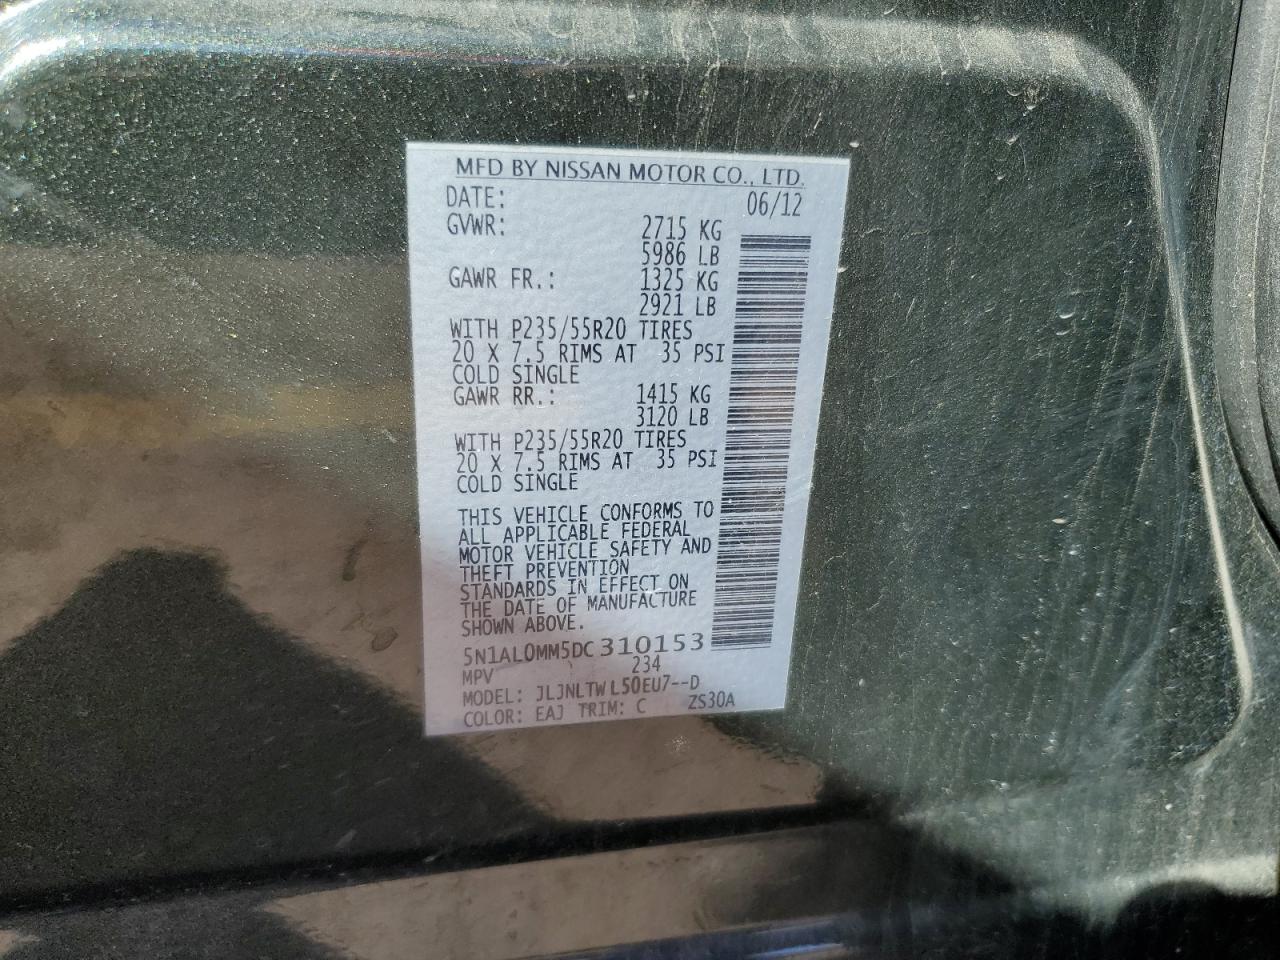 MFD BY NISSAN MOTOR CO., LTD.
DATE: 06/12
GVWR: 2715 KG
5986 LB
GAWR FR.: 1325 KG
2921 LB
WITH P235/55R20 TIRES
20 X 7.5 RIMS AT 35 PSI
COLD SINGLE
GAWR RR.: 1415 KG
3120 LB
WITH P235/55R20 TIRES
20 X 7.5 RIMS AT 35 PSI
COLD SINGLE
THIS VEHICLE CONFORMS TO
ALL APPLICABLE FEDERAL
MOTOR VEHICLE SAFETY AND
THEFT PREVENTION
STANDARDS IN EFFECT ON
THE DATE OF MANUFACTURE
SHOWN ABOVE.
5N1AL0MM5DC310153
MPV 234
MODEL: JLJNLTWL50EU7--D
COLOR: EAJ TRIM: C ZS30A